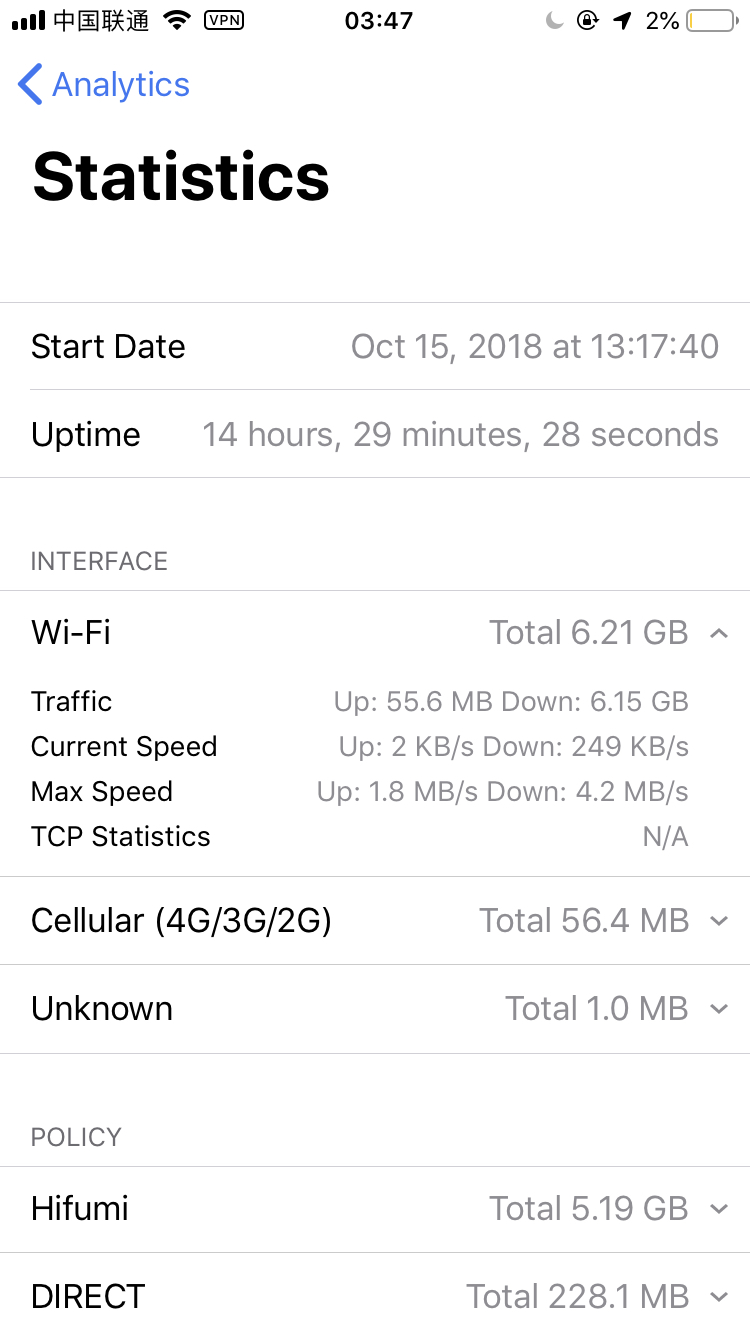 中国联通 VPN 03:47 2%
Analytics
Statistics
Start Date Oct 15, 2018 at 13:17:40
Uptime 14 hours, 29 minutes, 28 seconds
INTERFACE
Wi-Fi Total 6.21 GB
Traffic Up: 55.6 MB Down: 6.15 GB
Current Speed Up: 2 KB/s Down: 249 KB/s
Max Speed Up: 1.8 MB/s Down: 4.2 MB/s
TCP Statistics N/A
Cellular (4G/3G/2G) Total 56.4 MB
Unknown Total 1.0 MB
POLICY
Hifumi Total 5.19 GB
DIRECT Total 228.1 MB